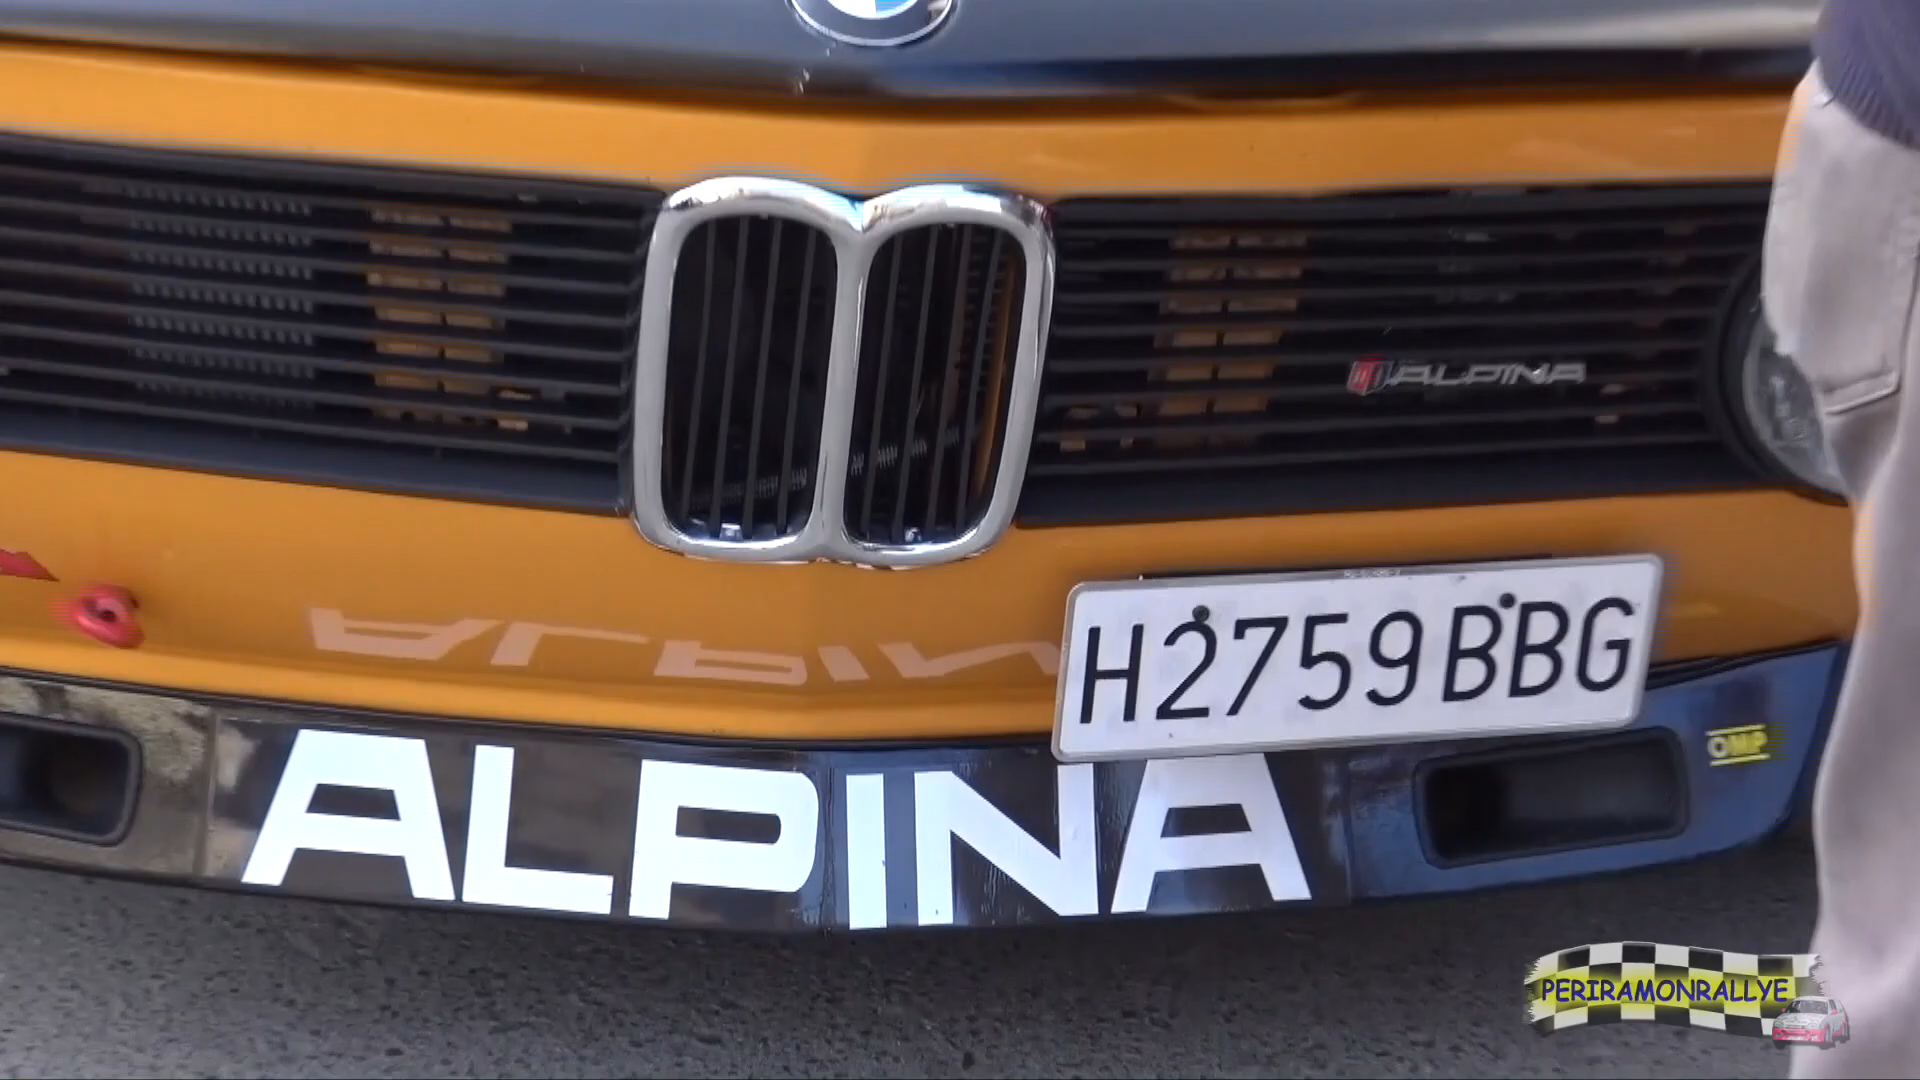 ALPINA
H2759BBG
ALPINA
OMP
PERIRAMONRALLYE